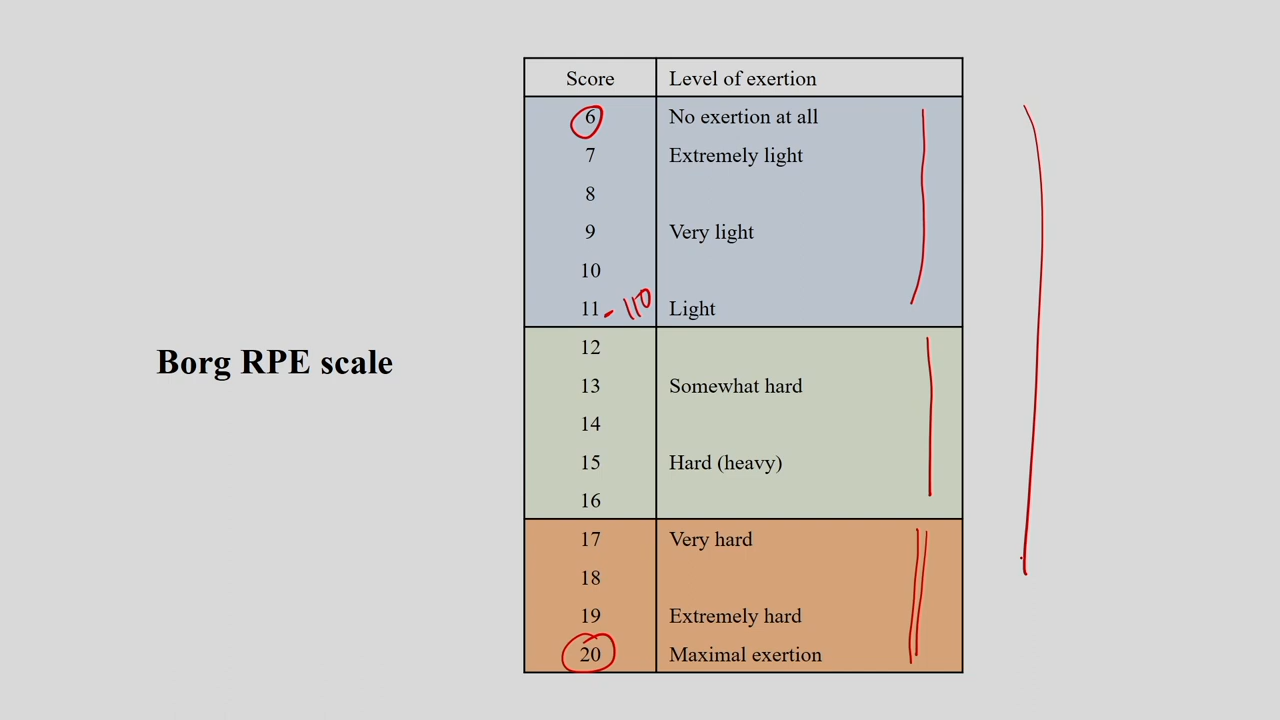 Borg RPE scale
Score Level of exertion
6 No exertion at all
7 Extremely light
8
9 Very light
10
11 - 110 Light
12
13 Somewhat hard
14
15 Hard (heavy)
16
17 Very hard
18
19 Extremely hard
20 Maximal exertion